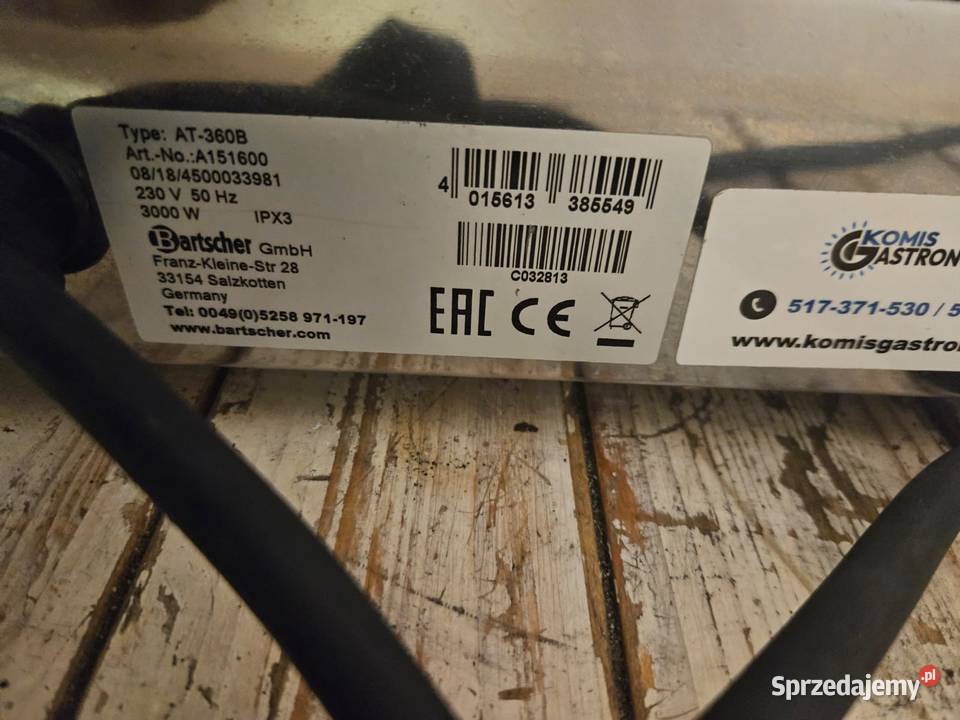 Type: AT-360B
Art.-No.:A151600
08/18/4500033981
230 V 50 Hz
3000 W IPX3
Bartscher GmbH
Franz-Kleine-Str 28
33154 Salzkotten
Germany
Tel: 0049(0)5258 971-197
www.bartscher.com
4 015613 385549
C032813
EAC CE
KOMIS
GASTRON
517-371-530 / 5
www.komisgastron
Sprzedajemy.pl